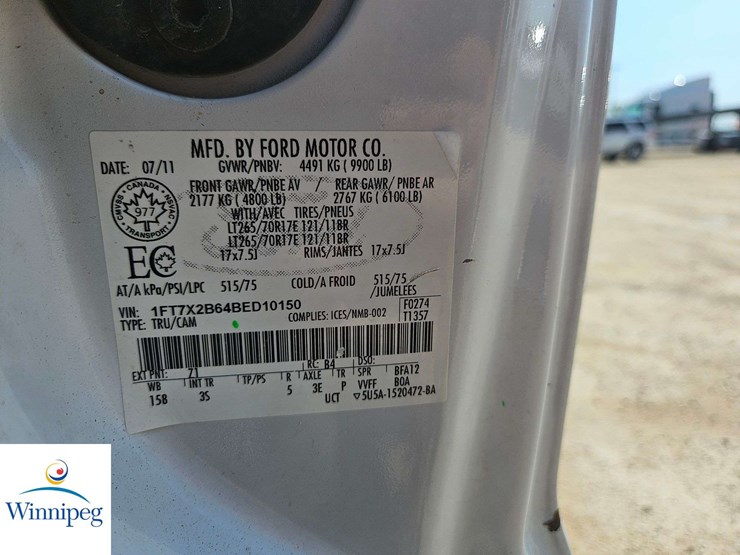 MFD. BY FORD MOTOR CO.
DATE: 07/11 GVWR/PNBV: 4491 KG ( 9900 LB)
FRONT GAWR/PNBE AV / REAR GAWR/ PNBE AR
2177 KG ( 4800 LB) 2767 KG ( 6100 LB)
WITH/AVEC TIRES/PNEUS
LT265/70R17E 121/118R
LT265/70R17E 121/118R
17x7.5J RIMS/JANTES 17x7.5J
CANADA
CMVSS NSVAC
977
TRANSPORT
EC
AT/A kPa/PSI/LPC 515/75 COLD/A FROID 515/75
/JUMELEES
VIN: 1FT7X2B64BED10150 F0274
TYPE: TRU/CAM COMPLIES: ICES/NMB-002 T1357
EXT PNT: Z1 RC: B4 DSO:
WB INT TR TP/PS R AXLE TR SPR BFA12
158 3S 5 3E P VVFF B0A
UCT 5U5A-1520472-BA
Winnipeg